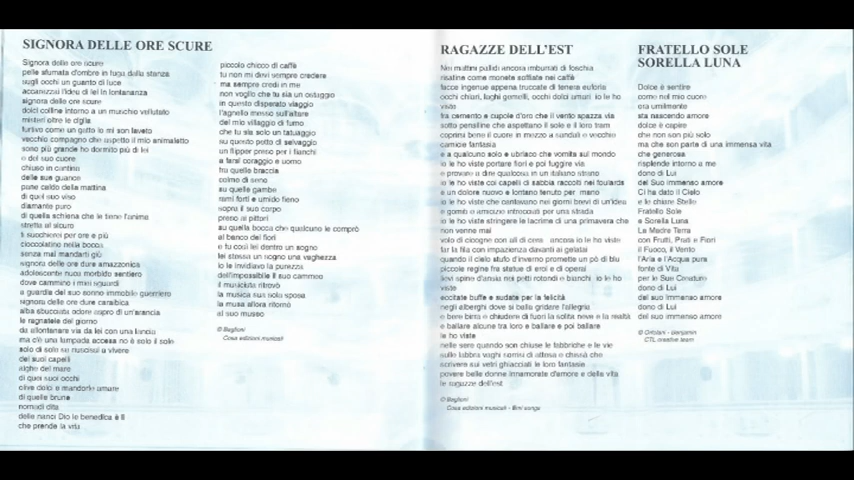 SIGNORA DELLE ORE SCURE
Signora delle ore scure
pelle sfumata d'ombre in fuga dalla stanza
sugli occhi un guanto di luce
accarezzai l'idea di lei in lontananza
signora delle ore scure
dolci colline intorno a un muschio vellutato
misteri oltre le ciglia
furtivo come un gatto io mi son lavato
vecchio compagno che aspetto il mio animaletto
sono più grande ho dormito più di lei
e del suo cuore
chiuso in cantina
delle sue guance
pane caldo della mattina
di quel suo viso
diamante puro
di quella schiena che le tiene l'anima
stretta al sicuro
ti succhierei per ore e più
cioccolatino nella bocca
senza mai mandarti giù
signora delle ore dure amazzonica
adolescente nuca morbido sentiero
dove cammino i miei sguardi
a guardia del suo sonno immobile guerriero
signora delle ore dure caraibica
alba sbucciata odore aspro di un'arancia
le ragnatele del giorno
da allontanare via da lei con una lancia
ma c'è una lampada accesa no è solo il sole
solo di sole se riuscissi a vivere
dei suoi capelli
alghe del mare
di quei suoi occhi
olive dolci e mandorle amare
di quelle brune
nomadi dita
delle nanci Dio le benedica è lì
che prende la vita
piccolo chicco di caffè
tu non mi devi sempre credere
ma sempre credi in me
non voglio che tu sia un ostaggio
in questo disperato viaggio
l'agnello messo sull'altare
del mio villaggio di fumo
che tu sia solo un tatuaggio
su questo petto di selvaggio
un flipper preso per i fianchi
a farsi coraggio e uomo
fra quelle braccia
colmo di seno
su quelle gambe
rami forti e umido fieno
sopra il suo corpo
preso ai pittori
su quella bocca che qualcuno le comprò
al banco dei fiori
e fu così lei dentro un sogno
lei stessa un sogno una vaghezza
io le invidiavo la purezza
dell'impossibile il suo cammeo
il musicista ritrovò
la musica sua sola sposa
la musa allora ritornò
al suo museo
© Baglioni
Cosa edizioni musicali
RAGAZZE DELL'EST
Nei mattini pallidi ancora imburrati di foschia
risatine come monete soffiate nei caffè
facce ingenue appena truccate di tenera euforia
occhi chiari, laghi gemelli, occhi dolci umani io le ho
viste
fra cemento e cupole d'oro che il vento spazza via
sotto pensiline che aspettano il sole e il loro tram
coprirsi bene il cuore in mezzo a sandali e vecchie
camicie fantasia
e a qualcuno solo e ubriaco che vomita sul mondo
io le ho viste portare fiori e poi fuggire via
e provare a dire qualcosa in un italiano strano
io le ho viste coi capelli di sabbia raccolti nei foulards
e un dolore nuovo e lontano tenuto per mano
io le ho viste che cantavano nei giorni brevi di un'idea
e gomiti e amicizie intrecciati per una strada
io le ho viste stringere le lacrime di una primavera che
non venne mai
volo di cicogne con ali di cera ancora io le ho viste
far la fila con impazienza davanti ai gelatai
quando il cielo stufo d'inverno promette un pò di blu
piccole regine fra statue di eroi e di operai
lievi spine d'ansia nei petti rotondi e bianchi io le ho
viste
eccitate buffe e sudate per la felicità
negli alberghi dove si balla gridare l'allegria
e bere birra e chiudere di fuori la solita neve e la realtà
e ballare alcune tra loro e ballare e poi ballare
le ho viste
nelle sere quando son chiuse le fabbriche e le vie
sulle labbra vaghi sorrisi di attesa e chissà che
scrivere sui vetri ghiacciati le loro fantasie
povere belle donne innamorate d'amore e della vita
le ragazze dell'est
© Baglioni
Cosa edizioni musicali - Bmi songs
FRATELLO SOLE
SORELLA LUNA
Dolce è sentire
come nel mio cuore
ora umilmente
sta nascendo amore
dolce è capire
che non son più solo
ma che son parte di una immensa vita
che generosa
risplende intorno a me
dono di Lui
del Suo immenso amore
Ci ha dato il Cielo
e le chiare Stelle
Fratello Sole
e Sorella Luna
La Madre Terra
con Frutti, Prati e Fiori
il Fuoco, il Vento
l'Aria e l'Acqua pura
fonte di Vita
per le Sue Creature
dono di Lui
del suo immenso amore
dono di Lui
del suo immenso amore
© Ortolani - Benjamin
CTL creative team